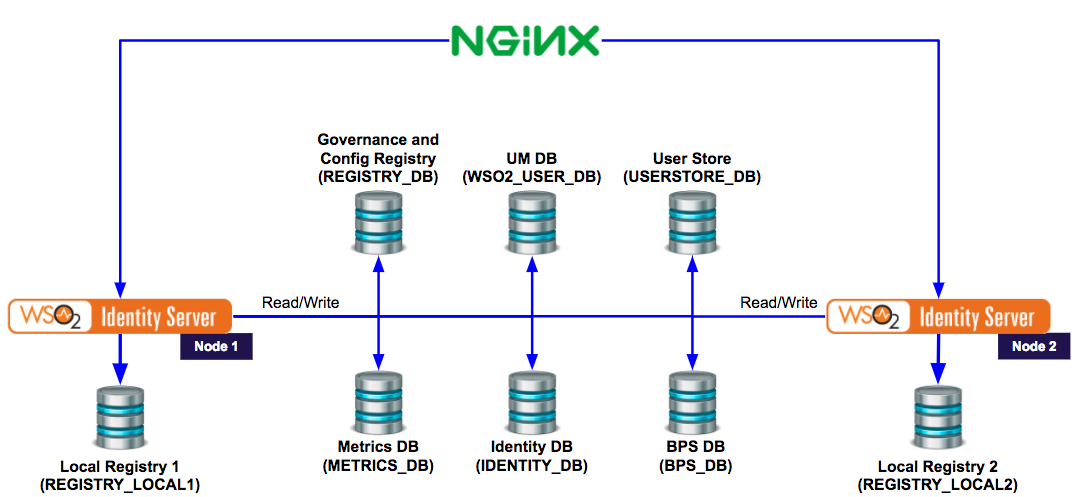 NGINX
Governance and
Config Registry
(REGISTRY_DB)
UM DB
(WSO2_USER_DB)
User Store
(USERSTORE_DB)
WSO2 Identity Server
Node 1
Read/Write
Read/Write
WSO2 Identity Server
Node 2
Local Registry 1
(REGISTRY_LOCAL1)
Metrics DB
(METRICS_DB)
Identity DB
(IDENTITY_DB)
BPS DB
(BPS_DB)
Local Registry 2
(REGISTRY_LOCAL2)